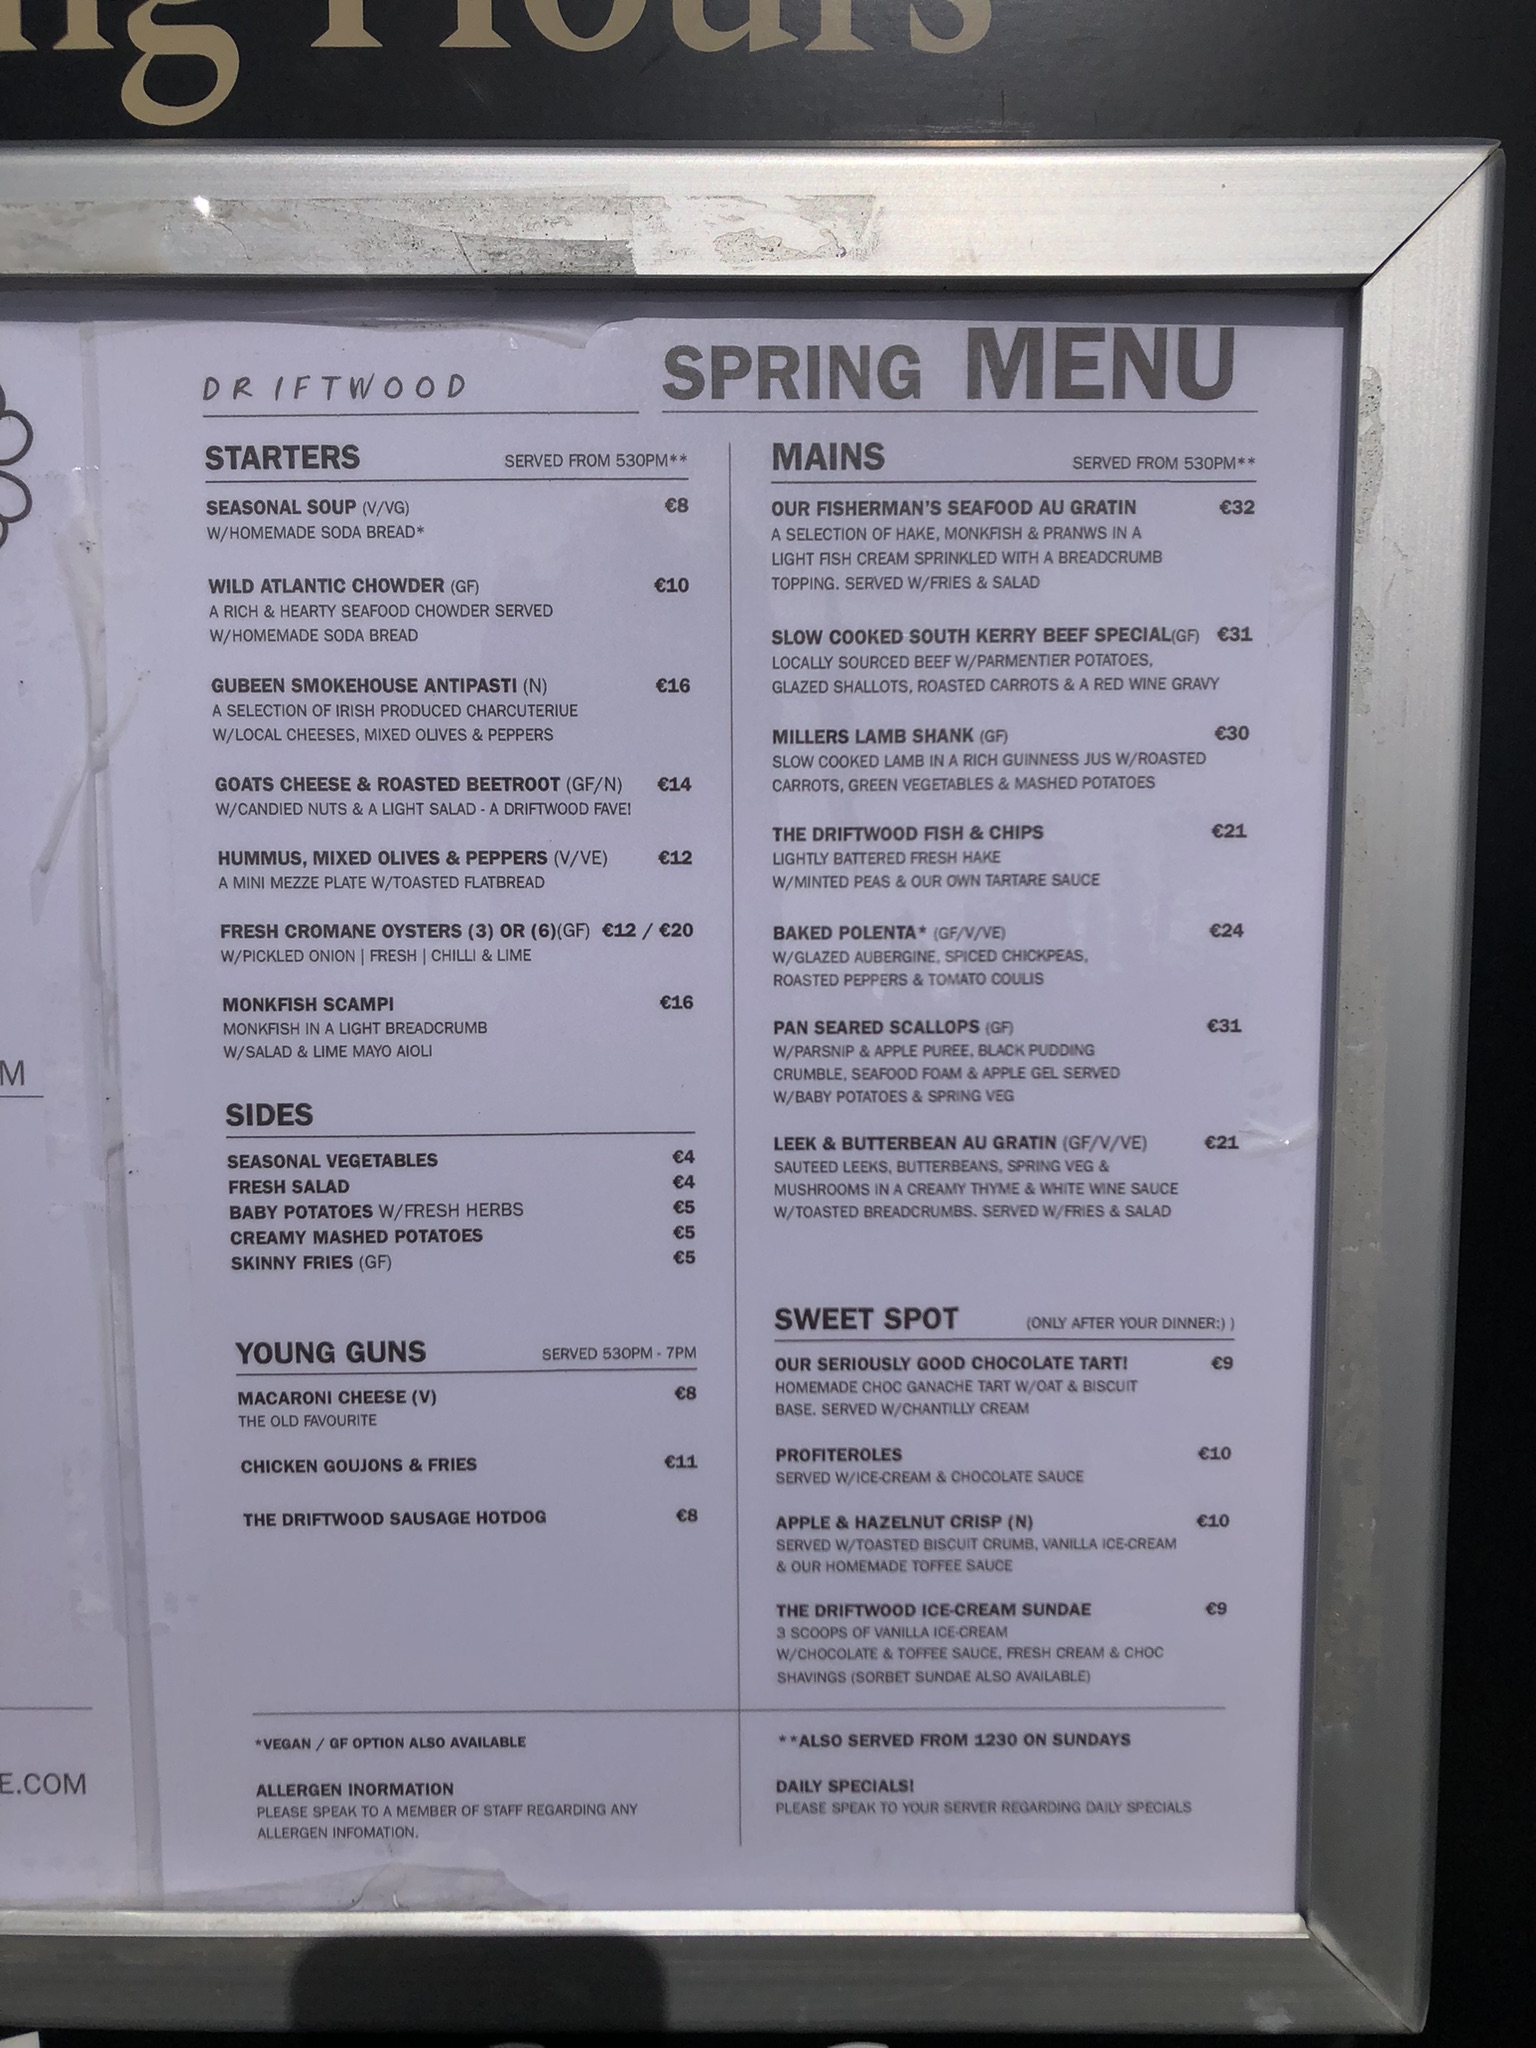 ng Hours
DRIFTWOOD
SPRING MENU
STARTERS SERVED FROM 530PM**
SEASONAL SOUP (V/VG) €8
W/HOMEMADE SODA BREAD*
WILD ATLANTIC CHOWDER (GF) €10
A RICH & HEARTY SEAFOOD CHOWDER SERVED
W/HOMEMADE SODA BREAD
GUBEEN SMOKEHOUSE ANTIPASTI (N) €16
A SELECTION OF IRISH PRODUCED CHARCUTERIUE
W/LOCAL CHEESES, MIXED OLIVES & PEPPERS
GOATS CHEESE & ROASTED BEETROOT (GF/N) €14
W/CANDIED NUTS & A LIGHT SALAD - A DRIFTWOOD FAVE!
HUMMUS, MIXED OLIVES & PEPPERS (V/VE) €12
A MINI MEZZE PLATE W/TOASTED FLATBREAD
FRESH CROMANE OYSTERS (3) OR (6)(GF) €12 / €20
W/PICKLED ONION | FRESH | CHILLI & LIME
MONKFISH SCAMPI €16
MONKFISH IN A LIGHT BREADCRUMB
W/SALAD & LIME MAYO AIOLI
SIDES
SEASONAL VEGETABLES €4
FRESH SALAD €4
BABY POTATOES W/FRESH HERBS €5
CREAMY MASHED POTATOES €5
SKINNY FRIES (GF) €5
YOUNG GUNS SERVED 530PM - 7PM
MACARONI CHEESE (V) €8
THE OLD FAVOURITE
CHICKEN GOUJONS & FRIES €11
THE DRIFTWOOD SAUSAGE HOTDOG €8
*VEGAN / GF OPTION ALSO AVAILABLE
ALLERGEN INORMATION
PLEASE SPEAK TO A MEMBER OF STAFF REGARDING ANY
ALLERGEN INFOMATION.
MAINS SERVED FROM 530PM**
OUR FISHERMAN'S SEAFOOD AU GRATIN €32
A SELECTION OF HAKE, MONKFISH & PRANWS IN A
LIGHT FISH CREAM SPRINKLED WITH A BREADCRUMB
TOPPING. SERVED W/FRIES & SALAD
SLOW COOKED SOUTH KERRY BEEF SPECIAL(GF) €31
LOCALLY SOURCED BEEF W/PARMENTIER POTATOES,
GLAZED SHALLOTS, ROASTED CARROTS & A RED WINE GRAVY
MILLERS LAMB SHANK (GF) €30
SLOW COOKED LAMB IN A RICH GUINNESS JUS W/ROASTED
CARROTS, GREEN VEGETABLES & MASHED POTATOES
THE DRIFTWOOD FISH & CHIPS €21
LIGHTLY BATTERED FRESH HAKE
W/MINTED PEAS & OUR OWN TARTARE SAUCE
BAKED POLENTA* (GF/V/VE) €24
W/GLAZED AUBERGINE, SPICED CHICKPEAS,
ROASTED PEPPERS & TOMATO COULIS
PAN SEARED SCALLOPS (GF) €31
W/PARSNIP & APPLE PUREE, BLACK PUDDING
CRUMBLE, SEAFOOD FOAM & APPLE GEL SERVED
W/BABY POTATOES & SPRING VEG
LEEK & BUTTERBEAN AU GRATIN (GF/V/VE) €21
SAUTEED LEEKS, BUTTERBEANS, SPRING VEG &
MUSHROOMS IN A CREAMY THYME & WHITE WINE SAUCE
W/TOASTED BREADCRUMBS. SERVED W/FRIES & SALAD
SWEET SPOT (ONLY AFTER YOUR DINNER:) )
OUR SERIOUSLY GOOD CHOCOLATE TART! €9
HOMEMADE CHOC GANACHE TART W/OAT & BISCUIT
BASE. SERVED W/CHANTILLY CREAM
PROFITEROLES €10
SERVED W/ICE-CREAM & CHOCOLATE SAUCE
APPLE & HAZELNUT CRISP (N) €10
SERVED W/TOASTED BISCUIT CRUMB, VANILLA ICE-CREAM
& OUR HOMEMADE TOFFEE SAUCE
THE DRIFTWOOD ICE-CREAM SUNDAE €9
3 SCOOPS OF VANILLA ICE-CREAM
W/CHOCOLATE & TOFFEE SAUCE, FRESH CREAM & CHOC
SHAVINGS (SORBET SUNDAE ALSO AVAILABLE)
**ALSO SERVED FROM 1230 ON SUNDAYS
DAILY SPECIALS!
PLEASE SPEAK TO YOUR SERVER REGARDING DAILY SPECIALS
M
E.COM